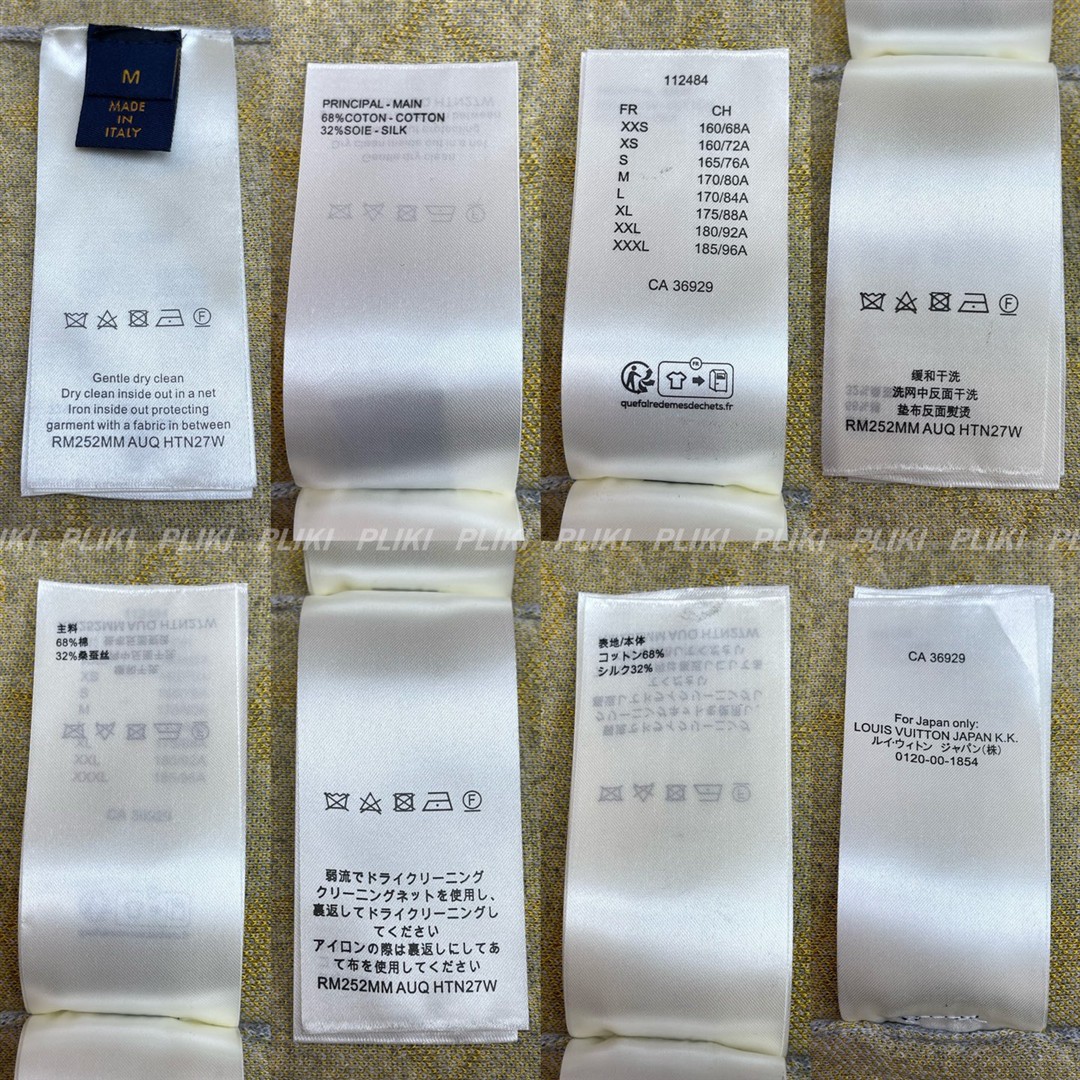 M
MADE
IN
ITALY
Gentle dry clean
Dry clean inside out in a net
Iron inside out protecting
garment with a fabric in between
RM252MM AUQ HTN27W
PRINCIPAL - MAIN
68%COTON - COTTON
32%SOIE - SILK
112484
FR CH
XXS 160/68A
XS 160/72A
S 165/76A
M 170/80A
L 170/84A
XL 175/88A
XXL 180/92A
XXXL 185/96A
CA 36929
FR
quefairedemesdechets.fr
F
缓和干洗
洗网中反面干洗
垫布反面熨烫
RM252MM AUQ HTN27W
PLIKI PLIKI PLIKI PLIKI PLIKI PLIKI PLIKI PLIKI PLIKI PLIKI
主料
68%棉
32%桑蚕丝
F
弱流でドライクリーニング
クリーニングネットを使用し、
裏返してドライクリーニングし
てください
アイロンの際は裏返しにしてあ
て布を使用してください
RM252MM AUQ HTN27W
表地/本体
コットン68%
シルク32%
CA 36929
For Japan only:
LOUIS VUITTON JAPAN K.K.
ルイ・ヴィトン ジャパン(株)
0120-00-1854